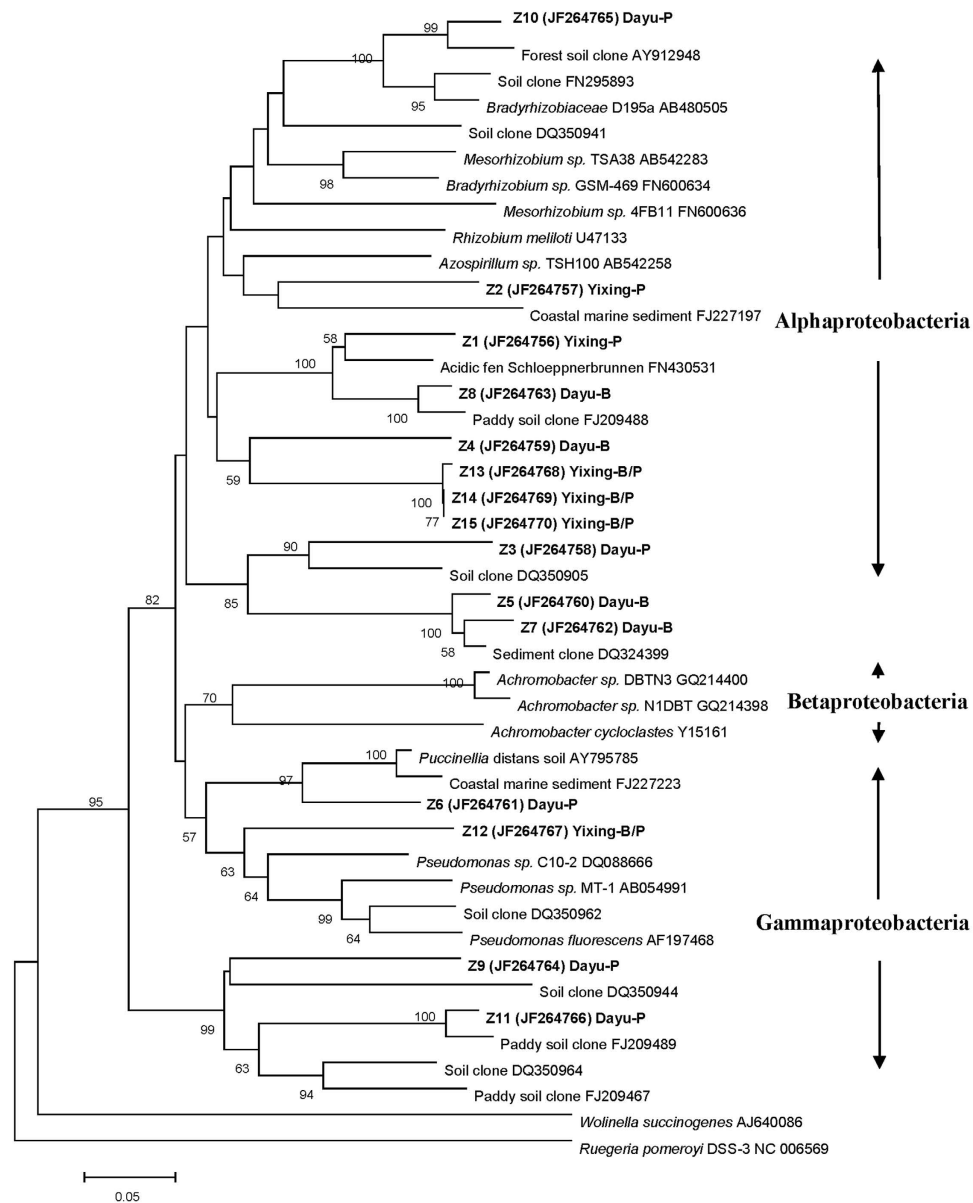 Z10 (JF264765) Dayu-P
99
Forest soil clone AY912948
100
Soil clone FN295893
95
Bradyrhizobiaceae D195a AB480505
Soil clone DQ350941
Mesorhizobium sp. TSA38 AB542283
98
Bradyrhizobium sp. GSM-469 FN600634
Mesorhizobium sp. 4FB11 FN600636
Rhizobium meliloti U47133
Azospirillum sp. TSH100 AB542258
Z2 (JF264757) Yixing-P
Coastal marine sediment FJ227197
Alphaproteobacteria
58
Z1 (JF264756) Yixing-P
100
Acidic fen Schloeppnerbrunnen FN430531
Z8 (JF264763) Dayu-B
100
Paddy soil clone FJ209488
Z4 (JF264759) Dayu-B
59
Z13 (JF264768) Yixing-B/P
100
Z14 (JF264769) Yixing-B/P
77
Z15 (JF264770) Yixing-B/P
90
Z3 (JF264758) Dayu-P
Soil clone DQ350905
82
85
Z5 (JF264760) Dayu-B
100
Z7 (JF264762) Dayu-B
58
Sediment clone DQ324399
100
Achromobacter sp. DBTN3 GQ214400
70
Achromobacter sp. N1DBT GQ214398
Betaproteobacteria
Achromobacter cycloclastes Y15161
100
Puccinellia distans soil AY795785
97
Coastal marine sediment FJ227223
95
Z6 (JF264761) Dayu-P
57
Z12 (JF264767) Yixing-B/P
63
Pseudomonas sp. C10-2 DQ088666
64
Pseudomonas sp. MT-1 AB054991
99
Soil clone DQ350962
Gammaproteobacteria
64
Pseudomonas fluorescens AF197468
Z9 (JF264764) Dayu-P
Soil clone DQ350944
99
100
Z11 (JF264766) Dayu-P
Paddy soil clone FJ209489
63
Soil clone DQ350964
94
Paddy soil clone FJ209467
Wolinella succinogenes AJ640086
Ruegeria pomeroyi DSS-3 NC 006569
0.05